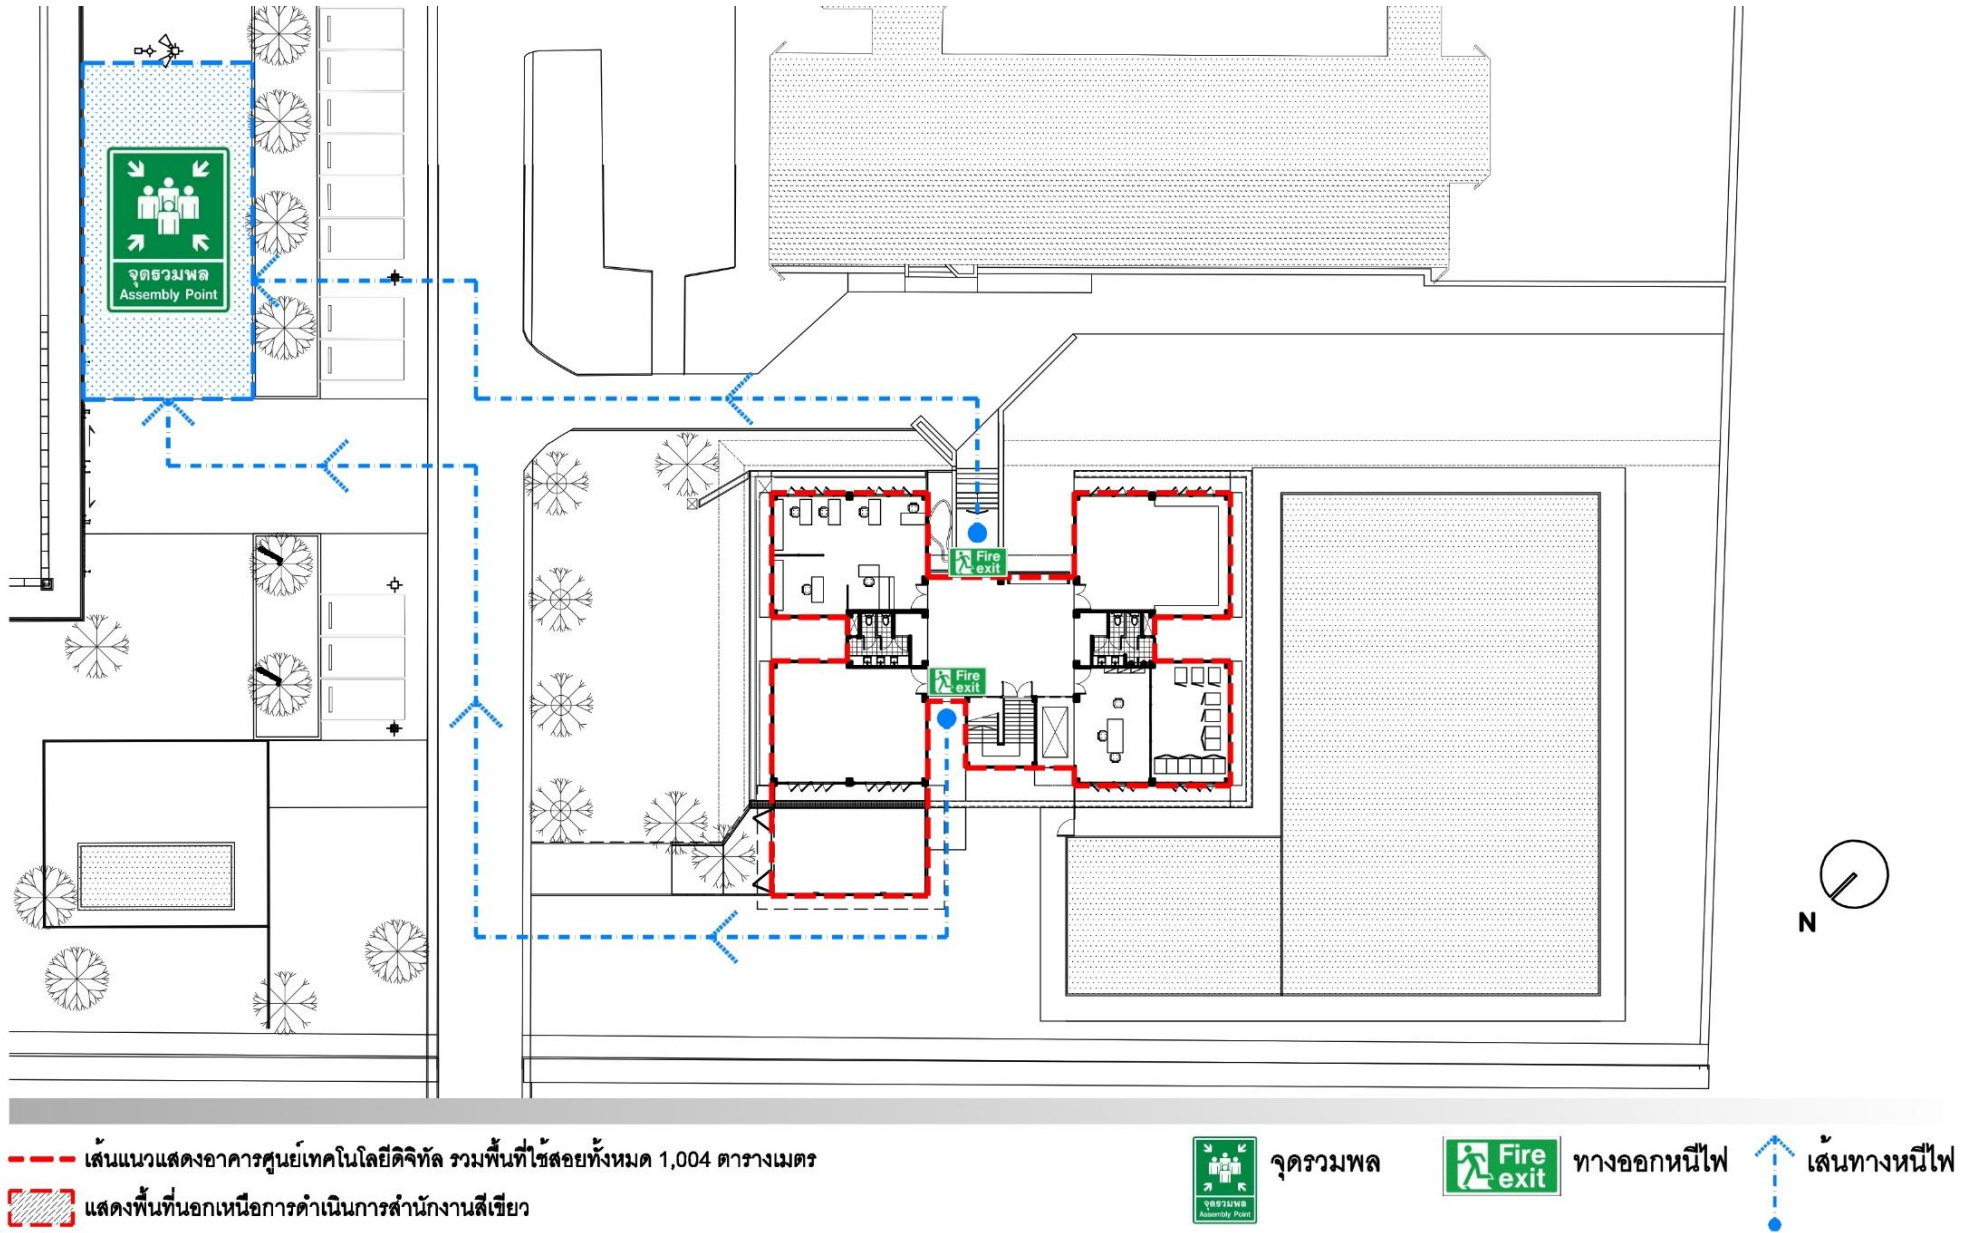 จุดรวมพล
Assembly Point
Fire
exit
Fire
exit
N
เส้นแนวแสดงอาคารศูนย์เทคโนโลยีดิจิทัล รวมพื้นที่ใช้สอยทั้งหมด 1,004 ตารางเมตร
แสดงพื้นที่นอกเหนือการดำเนินการสำนักงานสีเขียว
จุดรวมพล
Assembly Point
จุดรวมพล
Fire
exit
ทางออกหนีไฟ
เส้นทางหนีไฟ